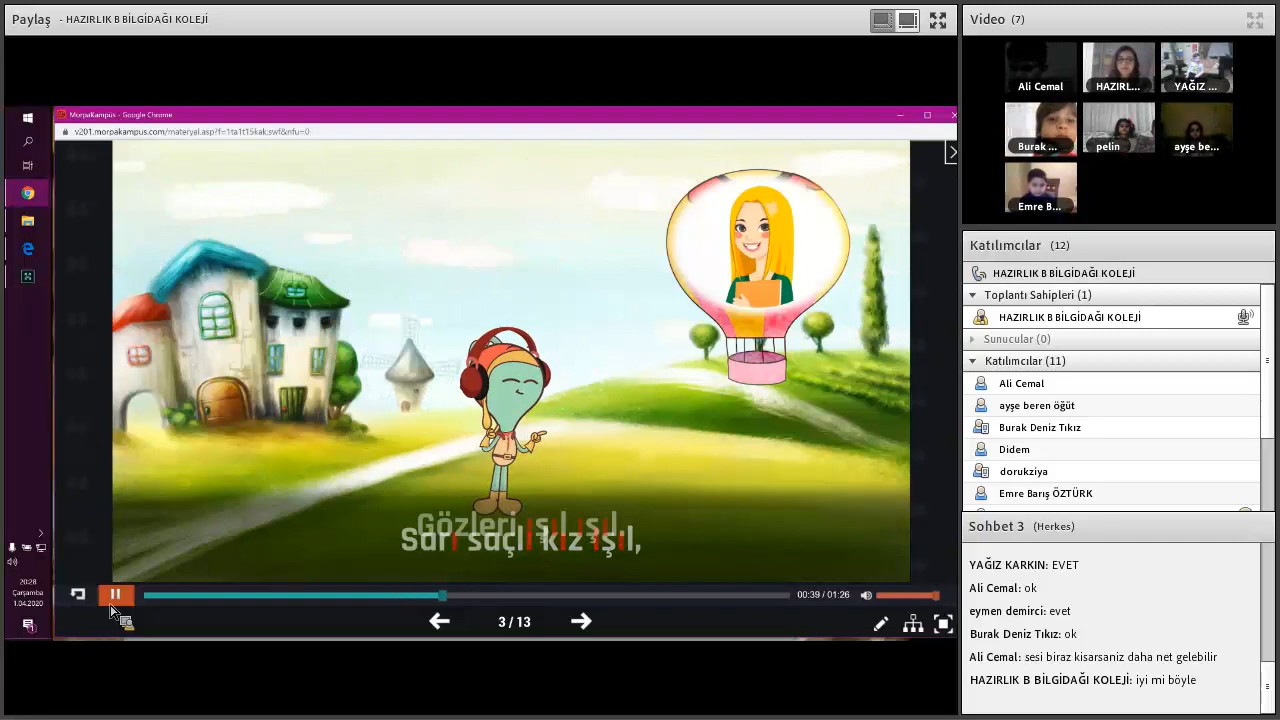 Paylaş - HAZIRLIK B BİLGİDAĞI KOLEJİ
MorpaKampus - Google Chrome
v201.morpakampus.com/materyal.asp?f=1ta1t15kak;swf&nfu=0
Gözleri ışıl ışıl.
Sarı saçlı kız Işıl,
00:39 / 01:26
3 / 13
20:28
Çarşamba
1.04.2020
Video (7)
Ali Cemal
HAZIRL...
YAĞIZ ...
Burak ...
pelin
ayşe be...
Emre B...
Katılımcılar (12)
HAZIRLIK B BİLGİDAĞI KOLEJİ
Toplantı Sahipleri (1)
HAZIRLIK B BİLGİDAĞI KOLEJİ
Sunucular (0)
Katılımcılar (11)
Ali Cemal
ayşe beren öğüt
Burak Deniz Tıkız
Didem
dorukziya
Emre Barış ÖZTÜRK
Sohbet 3 (Herkes)
YAĞIZ KARKIN: EVET
Ali Cemal: ok
eymen demirci: evet
Burak Deniz Tıkız: ok
Ali Cemal: sesi biraz kisarsaniz daha net gelebilir
HAZIRLIK B BİLGİDAĞI KOLEJİ: iyi mi böyle